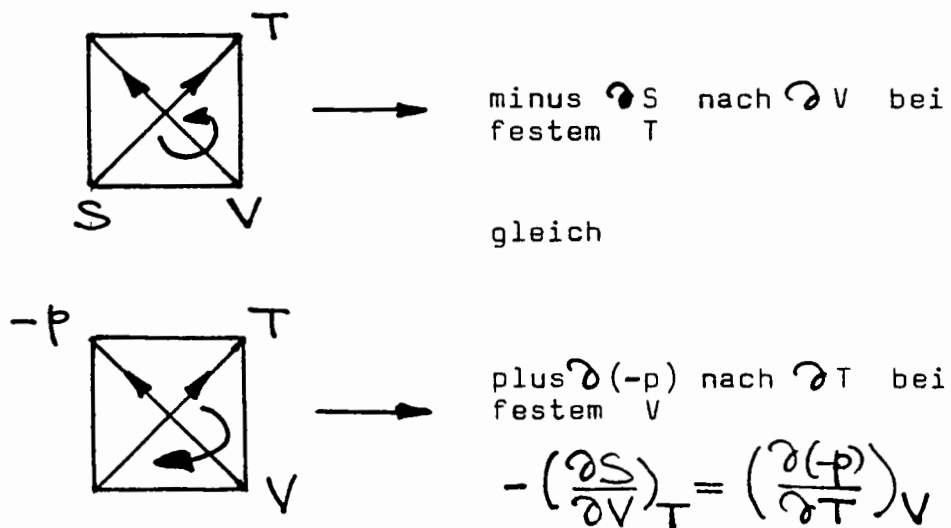 T
minus ∂ S nach ∂ V bei
festem T
S V
gleich
-p T
plus ∂ (-p) nach ∂ T bei
festem V
V
-(∂S/∂V)_T = (∂(-p)/∂T)_V